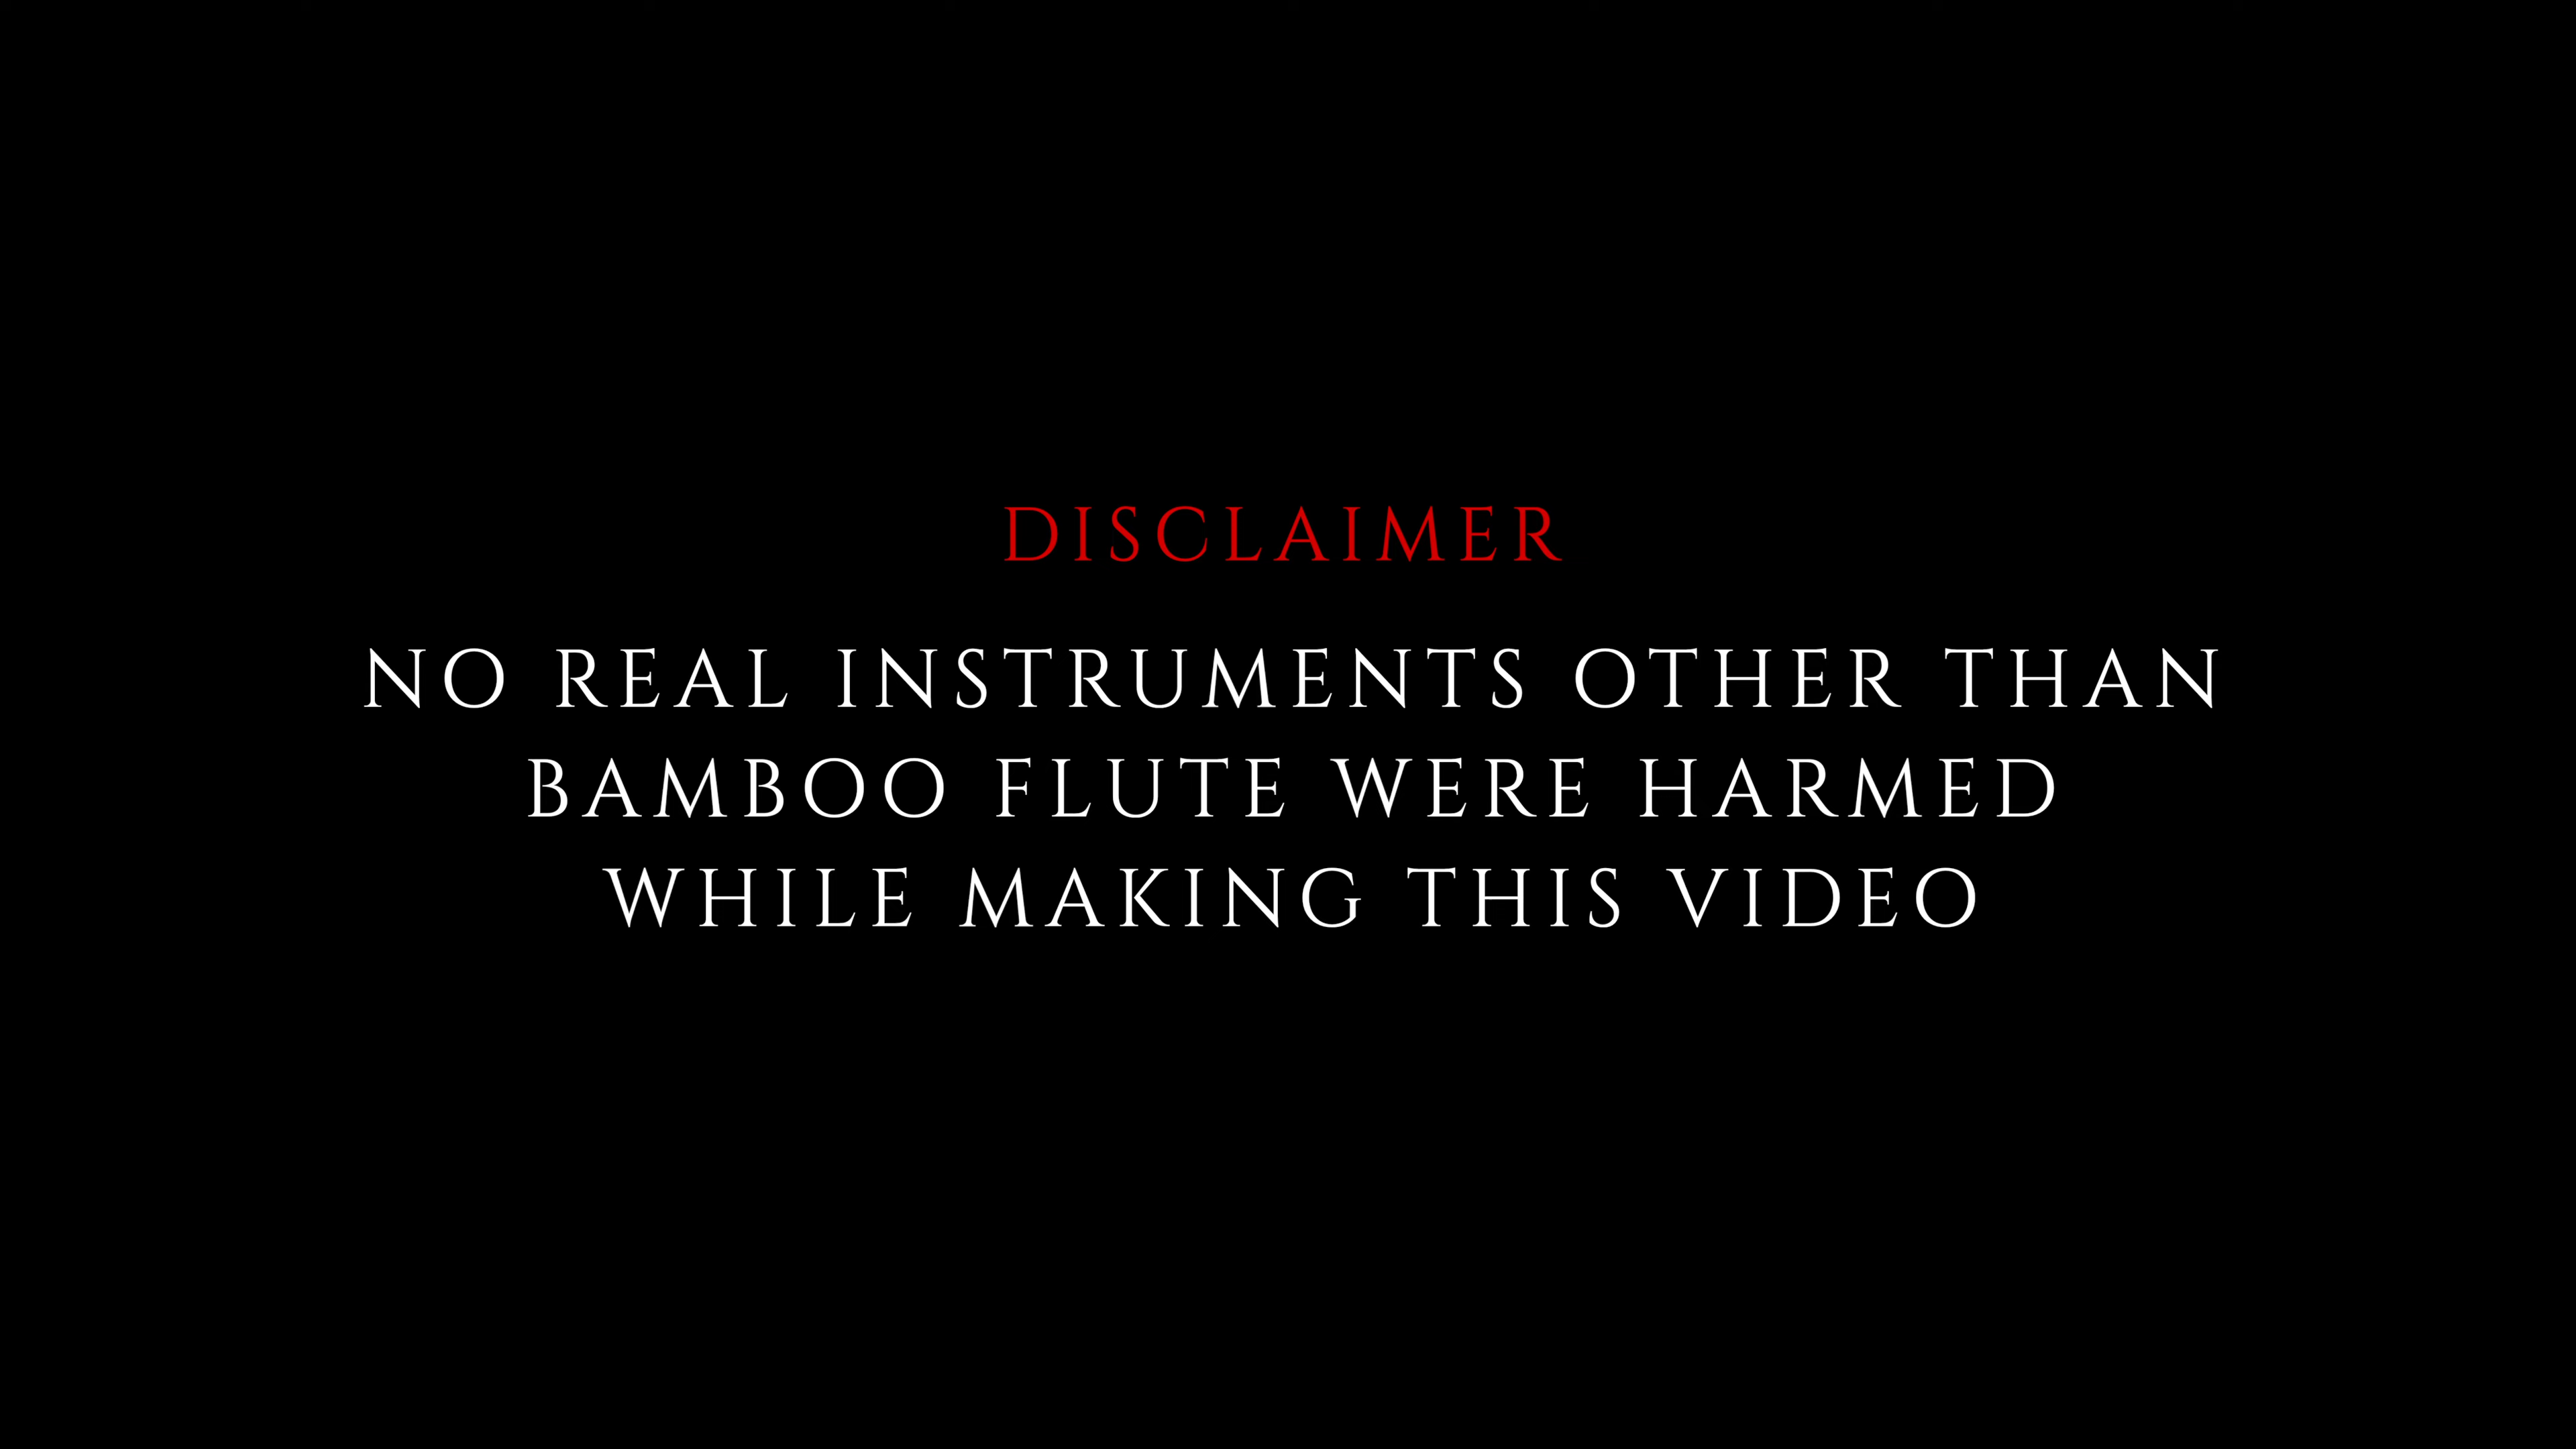 DISCLAIMER
NO REAL INSTRUMENTS OTHER THAN
BAMBOO FLUTE WERE HARMED
WHILE MAKING THIS VIDEO